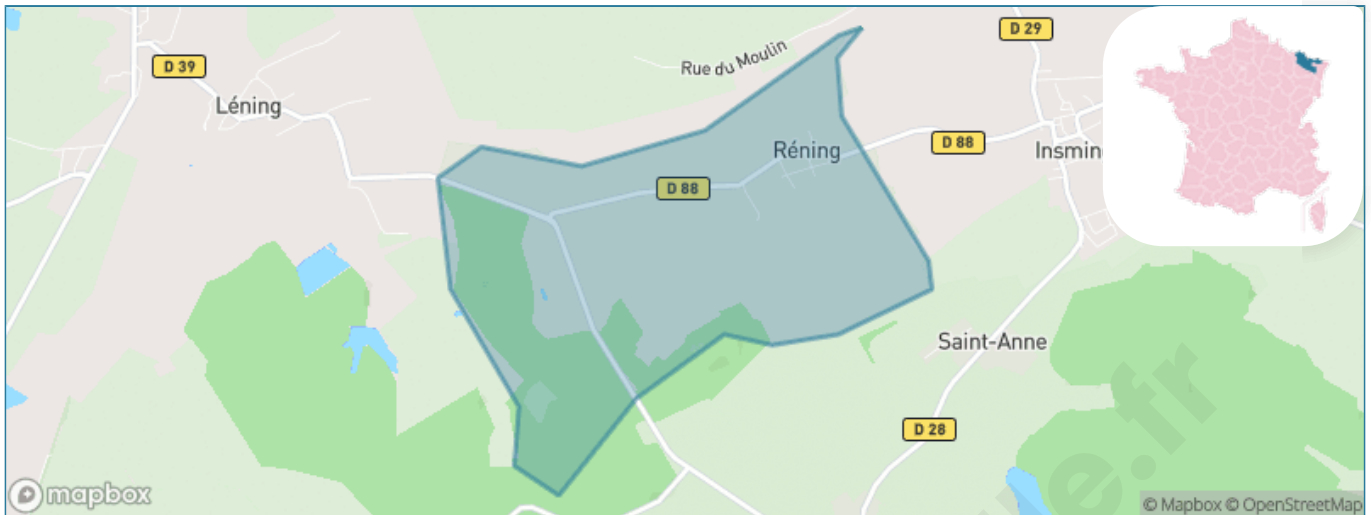 D 29
Rue du Moulin
D 39
Léning
D 88
Insmin
Réning
D 88
Saint-Anne
D 28
mapbox
© Mapbox © OpenStreetMap